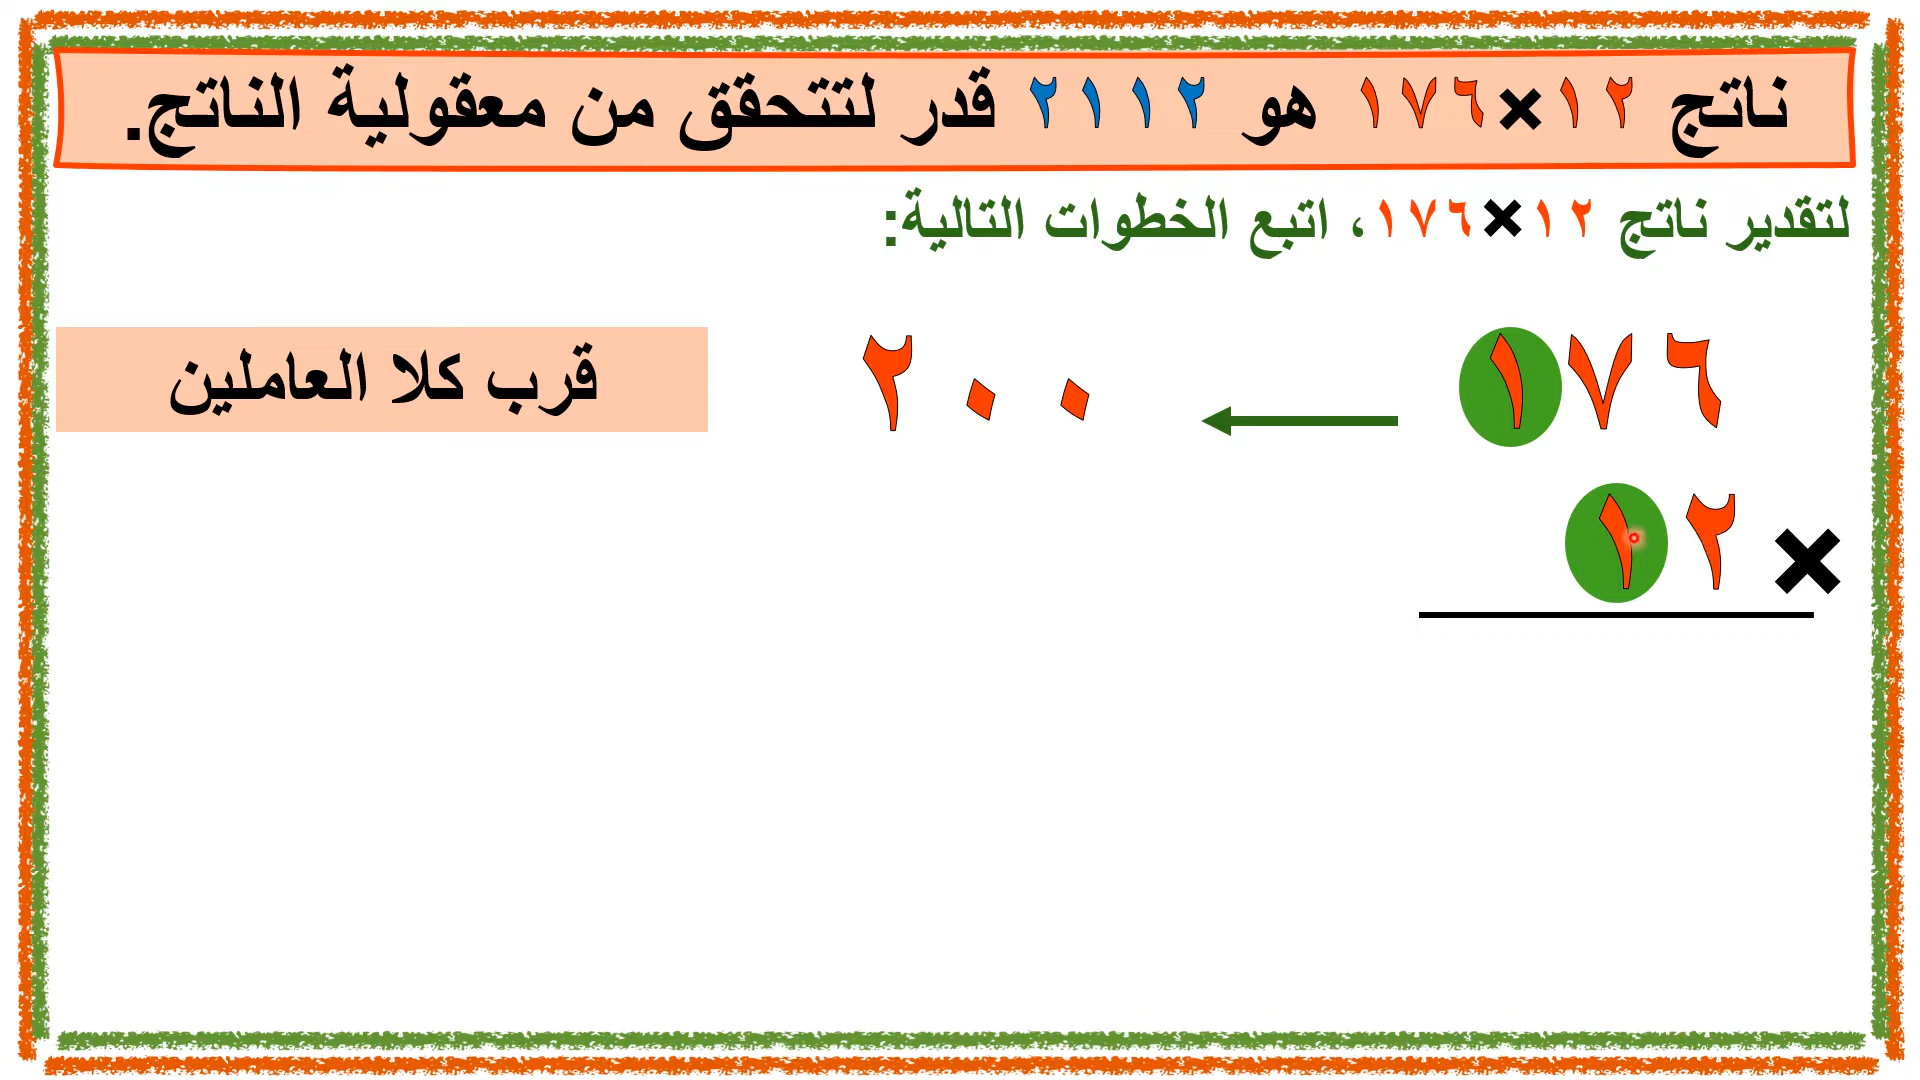 ناتج ١٢×١٧٦ هو ٢١١٢ قدر لتتحقق من معقولية الناتج.
لتقدير ناتج ١٢×١٧٦، اتبع الخطوات التالية:
١٧٦ ← ٢٠٠ قرب كلا العاملين
× ١٢